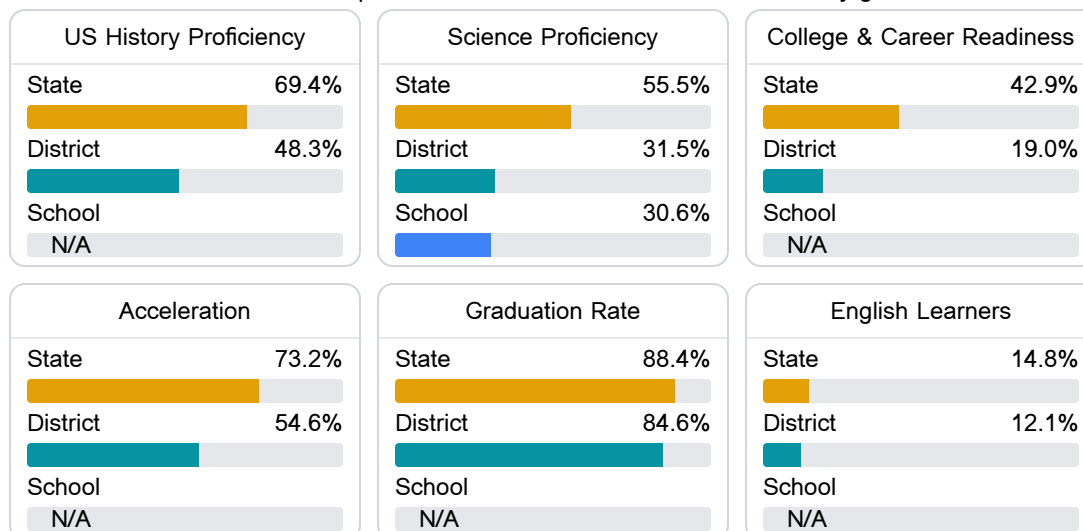 US History Proficiency
State 69.4%
District 48.3%
School
N/A
Science Proficiency
State 55.5%
District 31.5%
School 30.6%
College & Career Readiness
State 42.9%
District 19.0%
School
N/A
Acceleration
State 73.2%
District 54.6%
School
N/A
Graduation Rate
State 88.4%
District 84.6%
School
N/A
English Learners
State 14.8%
District 12.1%
School
N/A